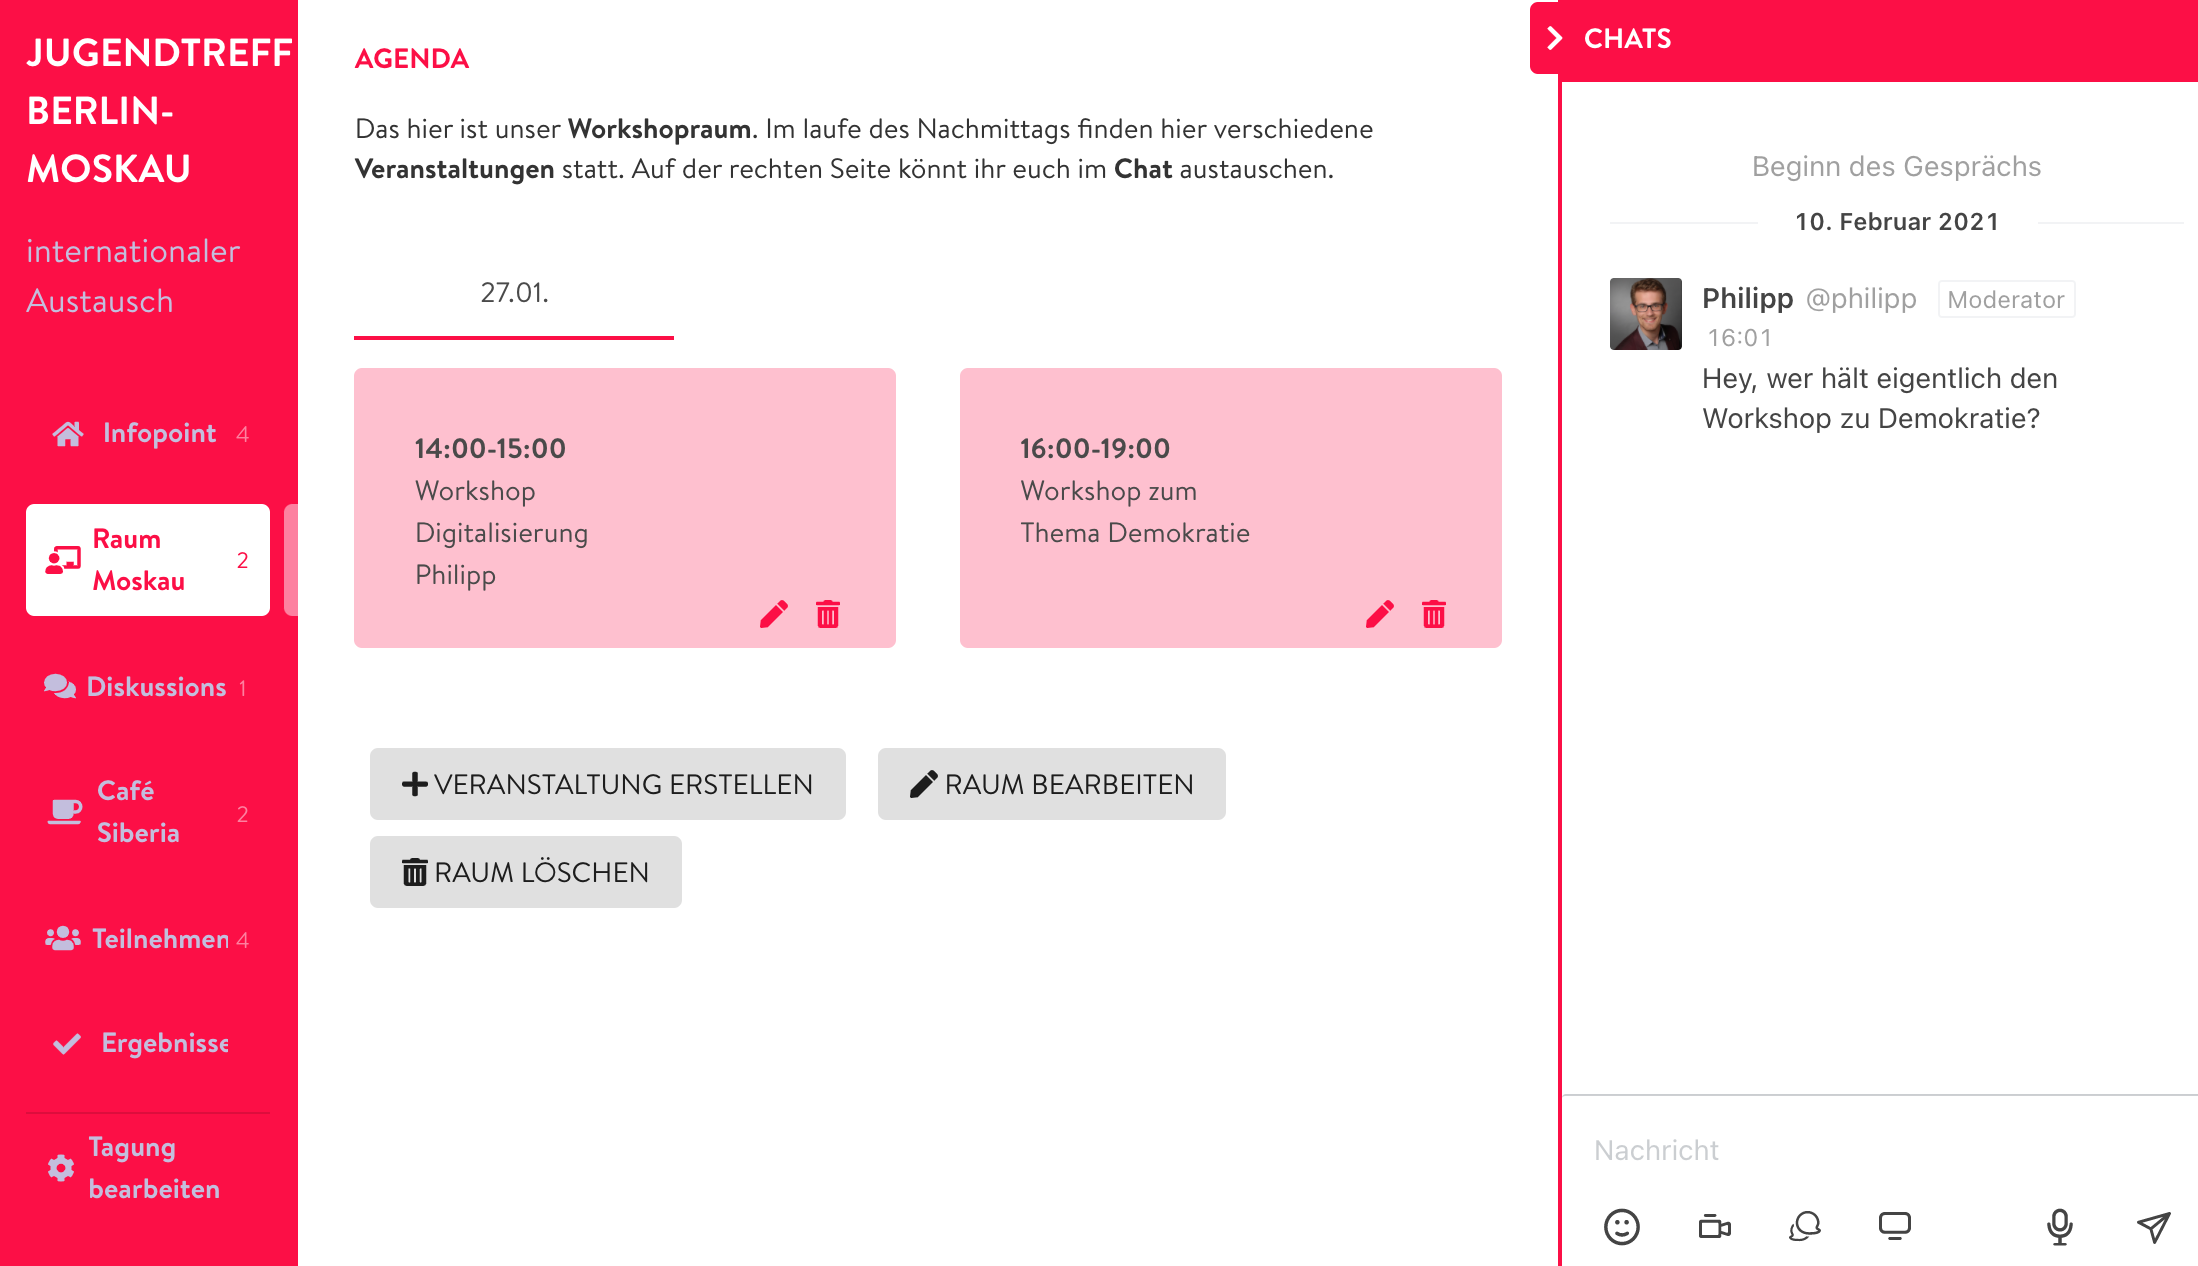 JUGENDTREFF
BERLIN-
MOSKAU
internationaler
Austausch
Infopoint 4
Raum
Moskau
2
Diskussions 1
Café
Siberia
2
Teilnehmen 4
Ergebnisse
Tagung
bearbeiten
AGENDA
Das hier ist unser Workshopraum. Im laufe des Nachmittags finden hier verschiedene
Veranstaltungen statt. Auf der rechten Seite könnt ihr euch im Chat austauschen.
27.01.
14:00-15:00
Workshop
Digitalisierung
Philipp
16:00-19:00
Workshop zum
Thema Demokratie
VERANSTALTUNG ERSTELLEN
RAUM BEARBEITEN
RAUM LÖSCHEN
CHATS
Beginn des Gesprächs
10. Februar 2021
Philipp @philipp Moderator
16:01
Hey, wer hält eigentlich den
Workshop zu Demokratie?
Nachricht